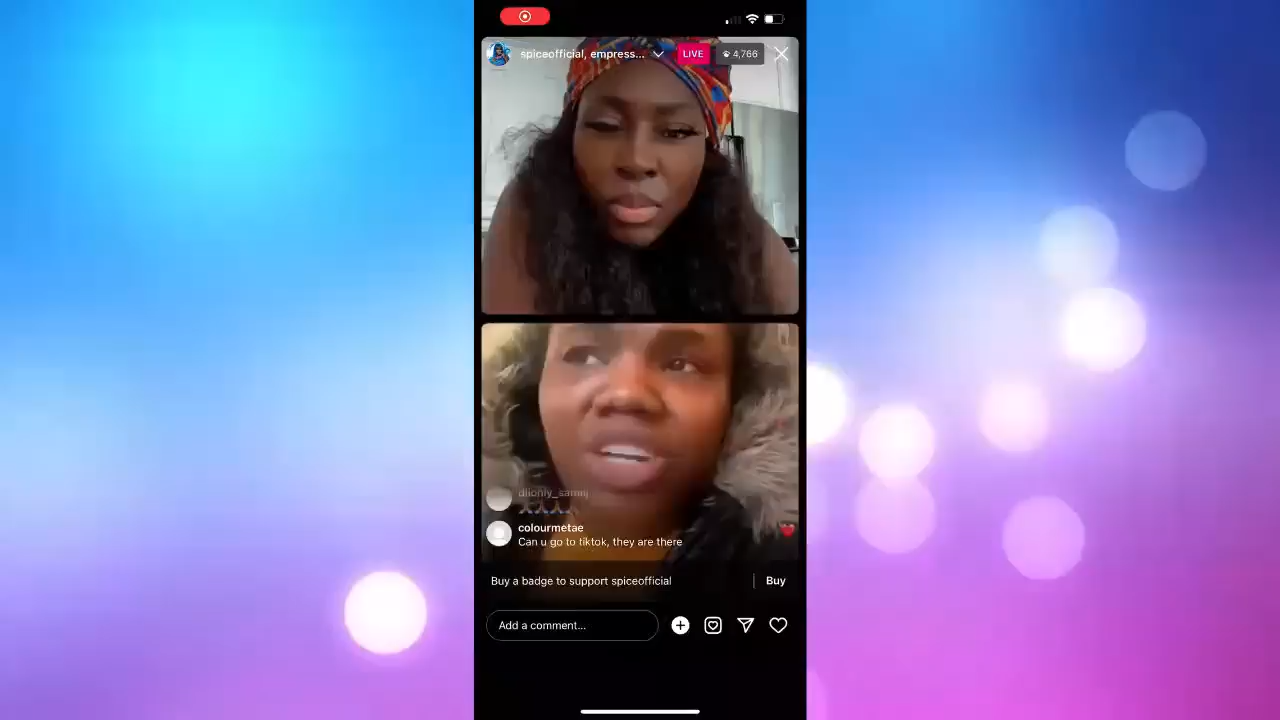 spiceofficial, empress...
LIVE
4,766
dlionly_samnj
colourmetae
Can u go to tiktok, they are there
Buy a badge to support spiceofficial
Buy
Add a comment...